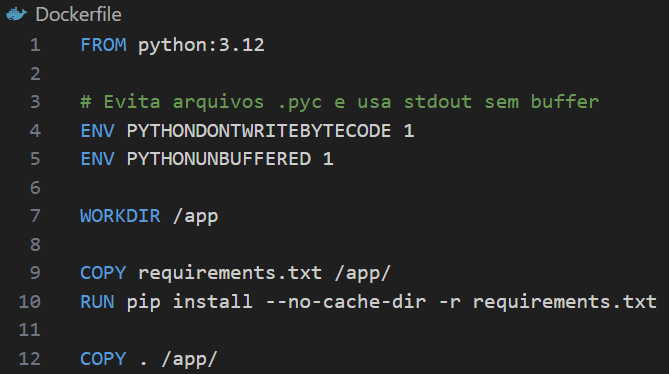 Dockerfile
1 FROM python:3.12
2
3 # Evita arquivos .pyc e usa stdout sem buffer
4 ENV PYTHONDONTWRITEBYTECODE 1
5 ENV PYTHONUNBUFFERED 1
6
7 WORKDIR /app
8
9 COPY requirements.txt /app/
10 RUN pip install --no-cache-dir -r requirements.txt
11
12 COPY . /app/